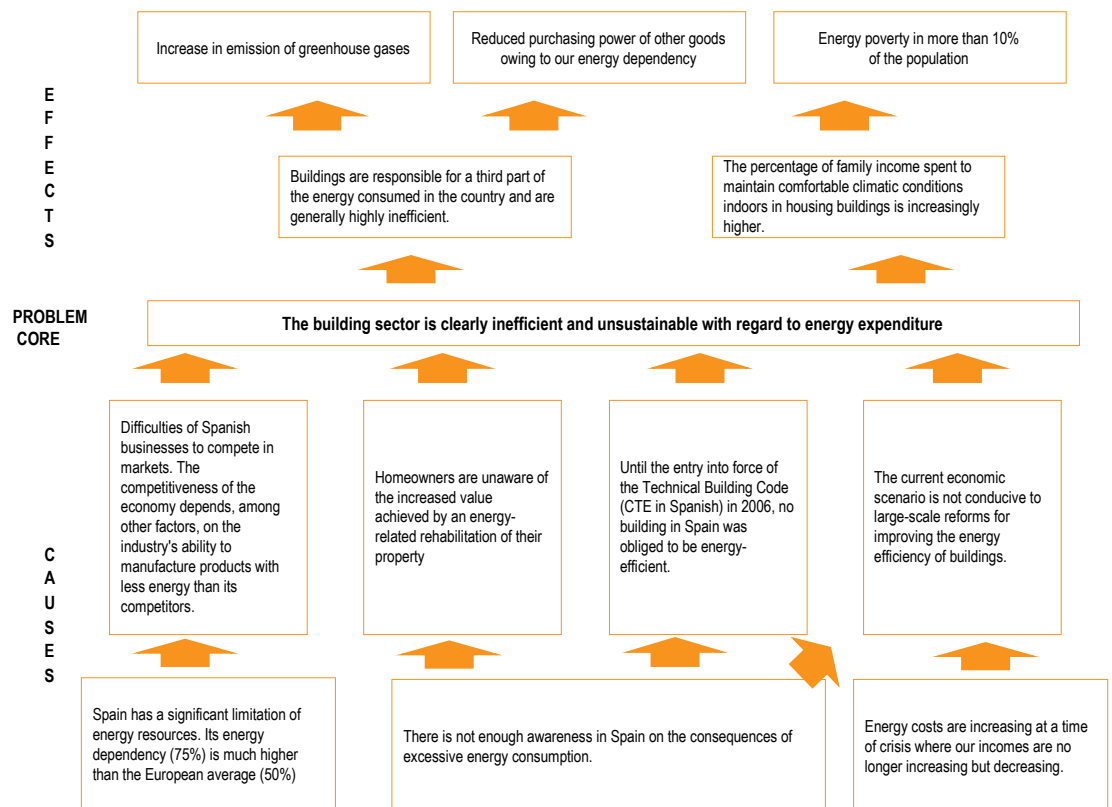 Increase in emission of greenhouse gases
Reduced purchasing power of other goods
owing to our energy dependency
Energy poverty in more than 10%
of the population
E
F
F
E
C
T
S
Buildings are responsible for a third part of
the energy consumed in the country and are
generally highly inefficient.
The percentage of family income spent to
maintain comfortable climatic conditions
indoors in housing buildings is increasingly
higher.
PROBLEM
CORE
The building sector is clearly inefficient and unsustainable with regard to energy expenditure
Difficulties of Spanish
businesses to compete in
markets. The
competitiveness of the
economy depends, among
other factors, on the
industry's ability to
manufacture products with
less energy than its
competitors.
Homeowners are unaware of
the increased value
achieved by an energy-
related rehabilitation of their
property
Until the entry into force of
the Technical Building Code
(CTE in Spanish) in 2006, no
building in Spain was
obliged to be energy-
efficient.
The current economic
scenario is not conducive to
large-scale reforms for
improving the energy
efficiency of buildings.
C
A
U
S
E
S
Spain has a significant limitation of
energy resources. Its energy
dependency (75%) is much higher
than the European average (50%)
There is not enough awareness in Spain on the consequences of
excessive energy consumption.
Energy costs are increasing at a time
of crisis where our incomes are no
longer increasing but decreasing.